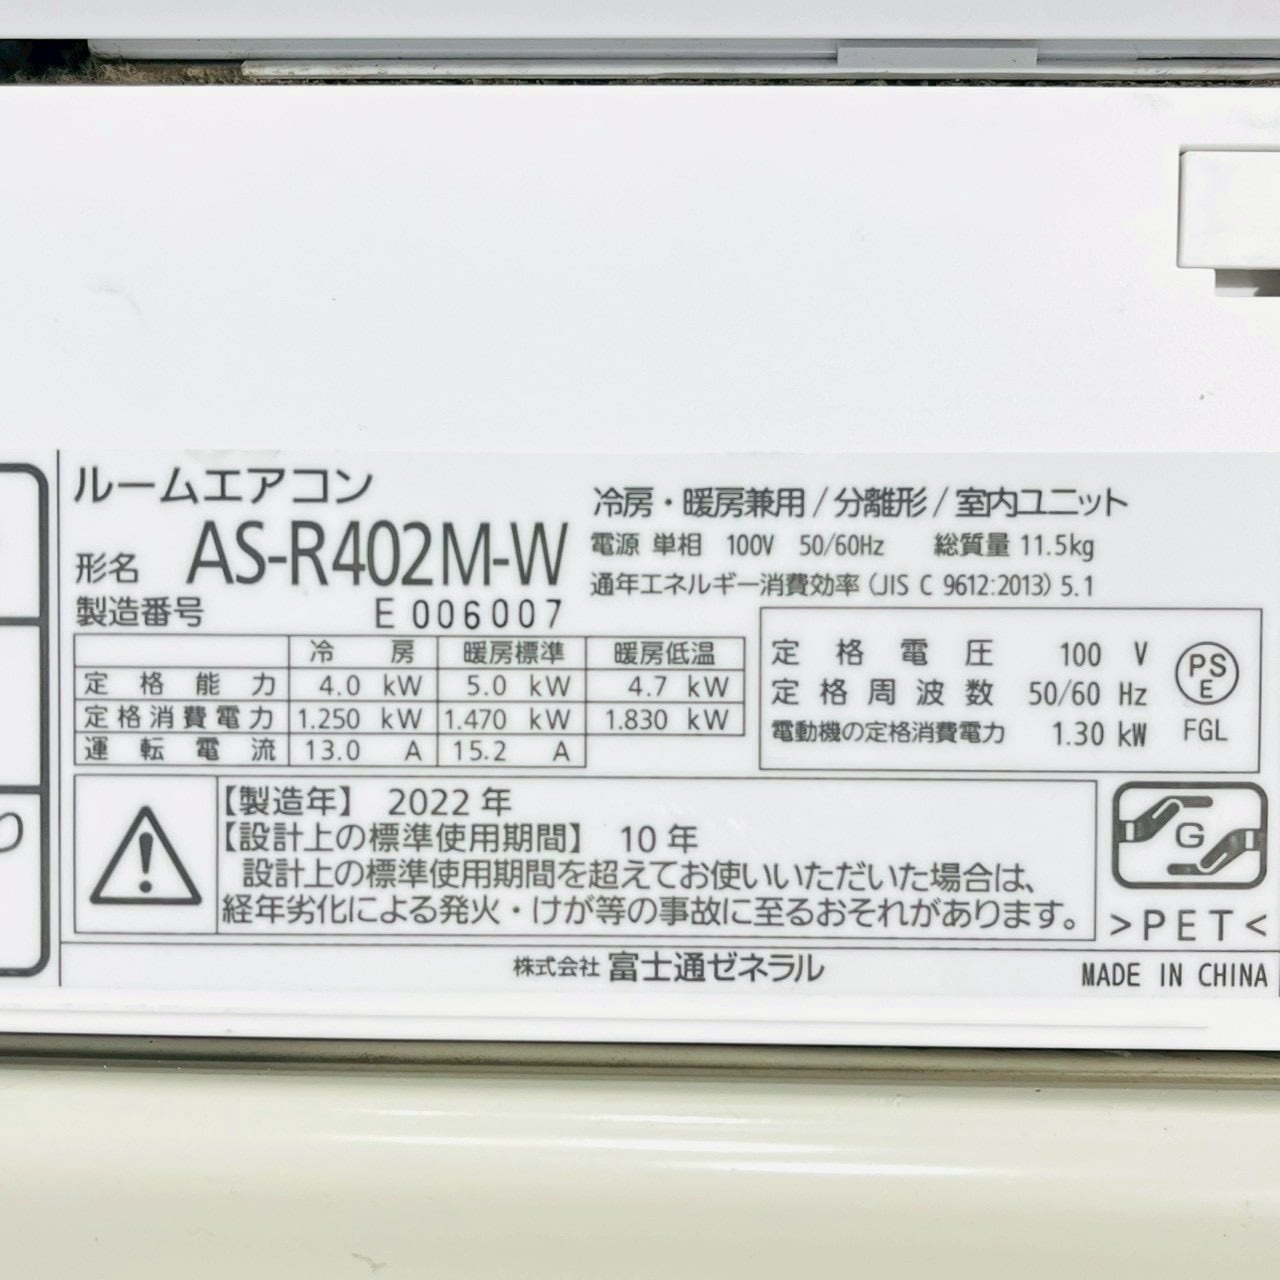 ルームエアコン
形名 AS-R402M-W
製造番号 E 006007
冷房・暖房兼用/分離形/室内ユニット
電源 単相 100V 50/60Hz 総質量 11.5kg
通年エネルギー消費効率 (JIS C 9612:2013) 5.1
冷房 暖房標準 暖房低温
定格能力 4.0 kW 5.0 kW 4.7 kW
定格消費電力 1.250 kW 1.470 kW 1.830 kW
運転電流 13.0 A 15.2 A
定格電圧 100 V
定格周波数 50/60 Hz
電動機の定格消費電力 1.30 kW
PS
E
FGL
【製造年】 2022 年
【設計上の標準使用期間】 10 年
設計上の標準使用期間を超えてお使いいただいた場合は、
経年劣化による発火・けが等の事故に至るおそれがあります。
G
>PET<
株式会社 富士通ゼネラル
MADE IN CHINA